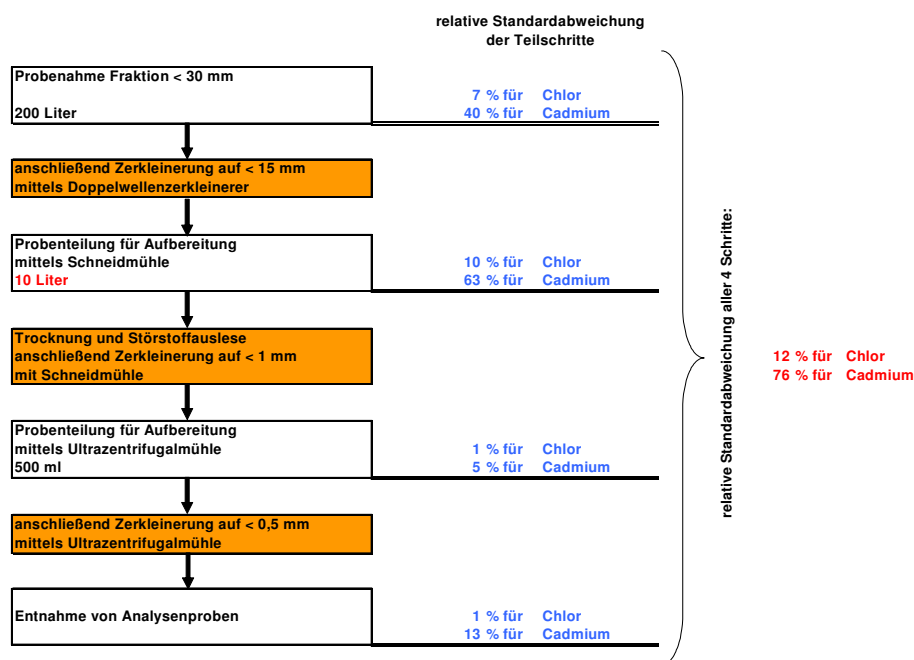 relative Standardabweichung
der Teilschritte
Probenahme Fraktion < 30 mm
200 Liter
7 % für Chlor
40 % für Cadmium
anschließend Zerkleinerung auf < 15 mm
mittels Doppelwellenzerkleinerer
Probenteilung für Aufbereitung
mittels Schneidmühle
10 Liter
10 % für Chlor
63 % für Cadmium
Trocknung und Störstoffauslese
anschließend Zerkleinerung auf < 1 mm
mit Schneidmühle
Probenteilung für Aufbereitung
mittels Ultrazentrifugalmühle
500 ml
1 % für Chlor
5 % für Cadmium
anschließend Zerkleinerung auf < 0,5 mm
mittels Ultrazentrifugalmühle
Entnahme von Analysenproben
1 % für Chlor
13 % für Cadmium
relative Standardabweichung aller 4 Schritte:
12 % für Chlor
76 % für Cadmium